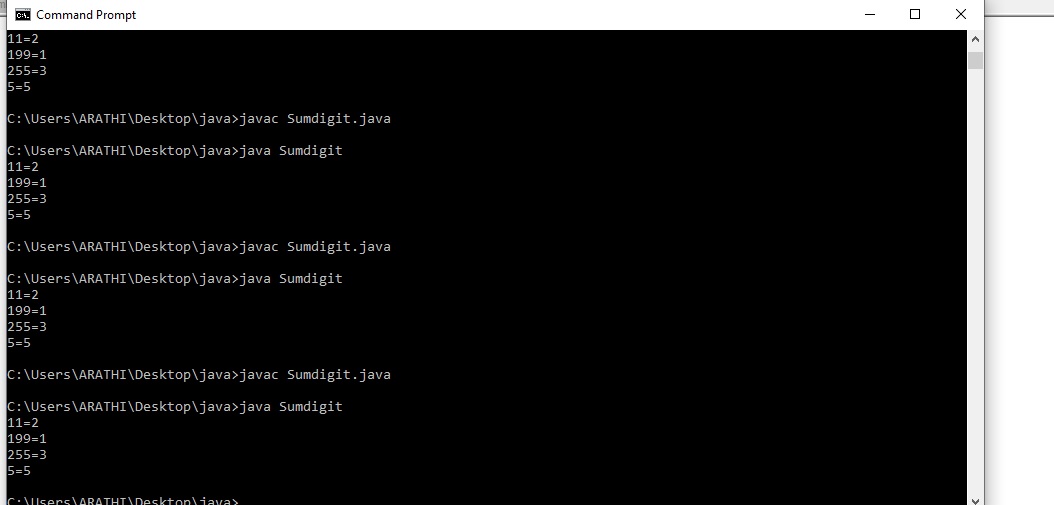 Command Prompt
11=2
199=1
255=3
5=5
C:\Users\ARATHI\Desktop\java>javac Sumdigit.java
C:\Users\ARATHI\Desktop\java>java Sumdigit
11=2
199=1
255=3
5=5
C:\Users\ARATHI\Desktop\java>javac Sumdigit.java
C:\Users\ARATHI\Desktop\java>java Sumdigit
11=2
199=1
255=3
5=5
C:\Users\ARATHI\Desktop\java>javac Sumdigit.java
C:\Users\ARATHI\Desktop\java>java Sumdigit
11=2
199=1
255=3
5=5
C:\Users\ARATHI\Desktop\java>